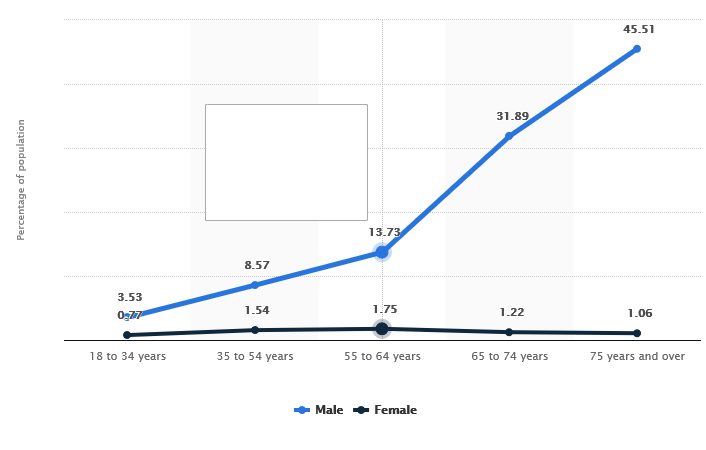 45.51
Percentage of population
31.89
13.73
8.57
3.53
0.77
1.54
1.75
1.22
1.06
18 to 34 years
35 to 54 years
55 to 64 years
65 to 74 years
75 years and over
Male
Female